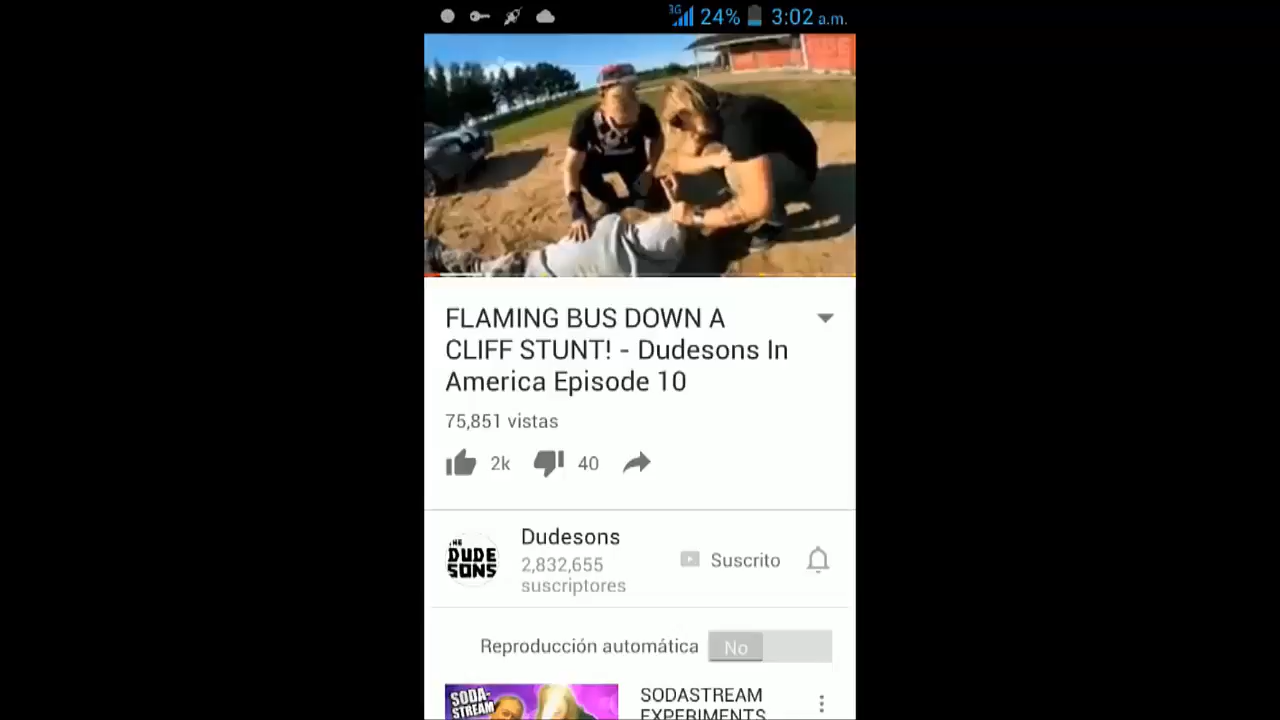 3G 24% 3:02 a.m.
FLAMING BUS DOWN A
CLIFF STUNT! - Dudesons In
America Episode 10
75,851 vistas
2k 40
THE
DUDE
SONS
Dudesons
2,832,655
suscriptores
Suscrito
Reproducción automática No
SODA-
STREAM
SODASTREAM
EXPERIMENTS